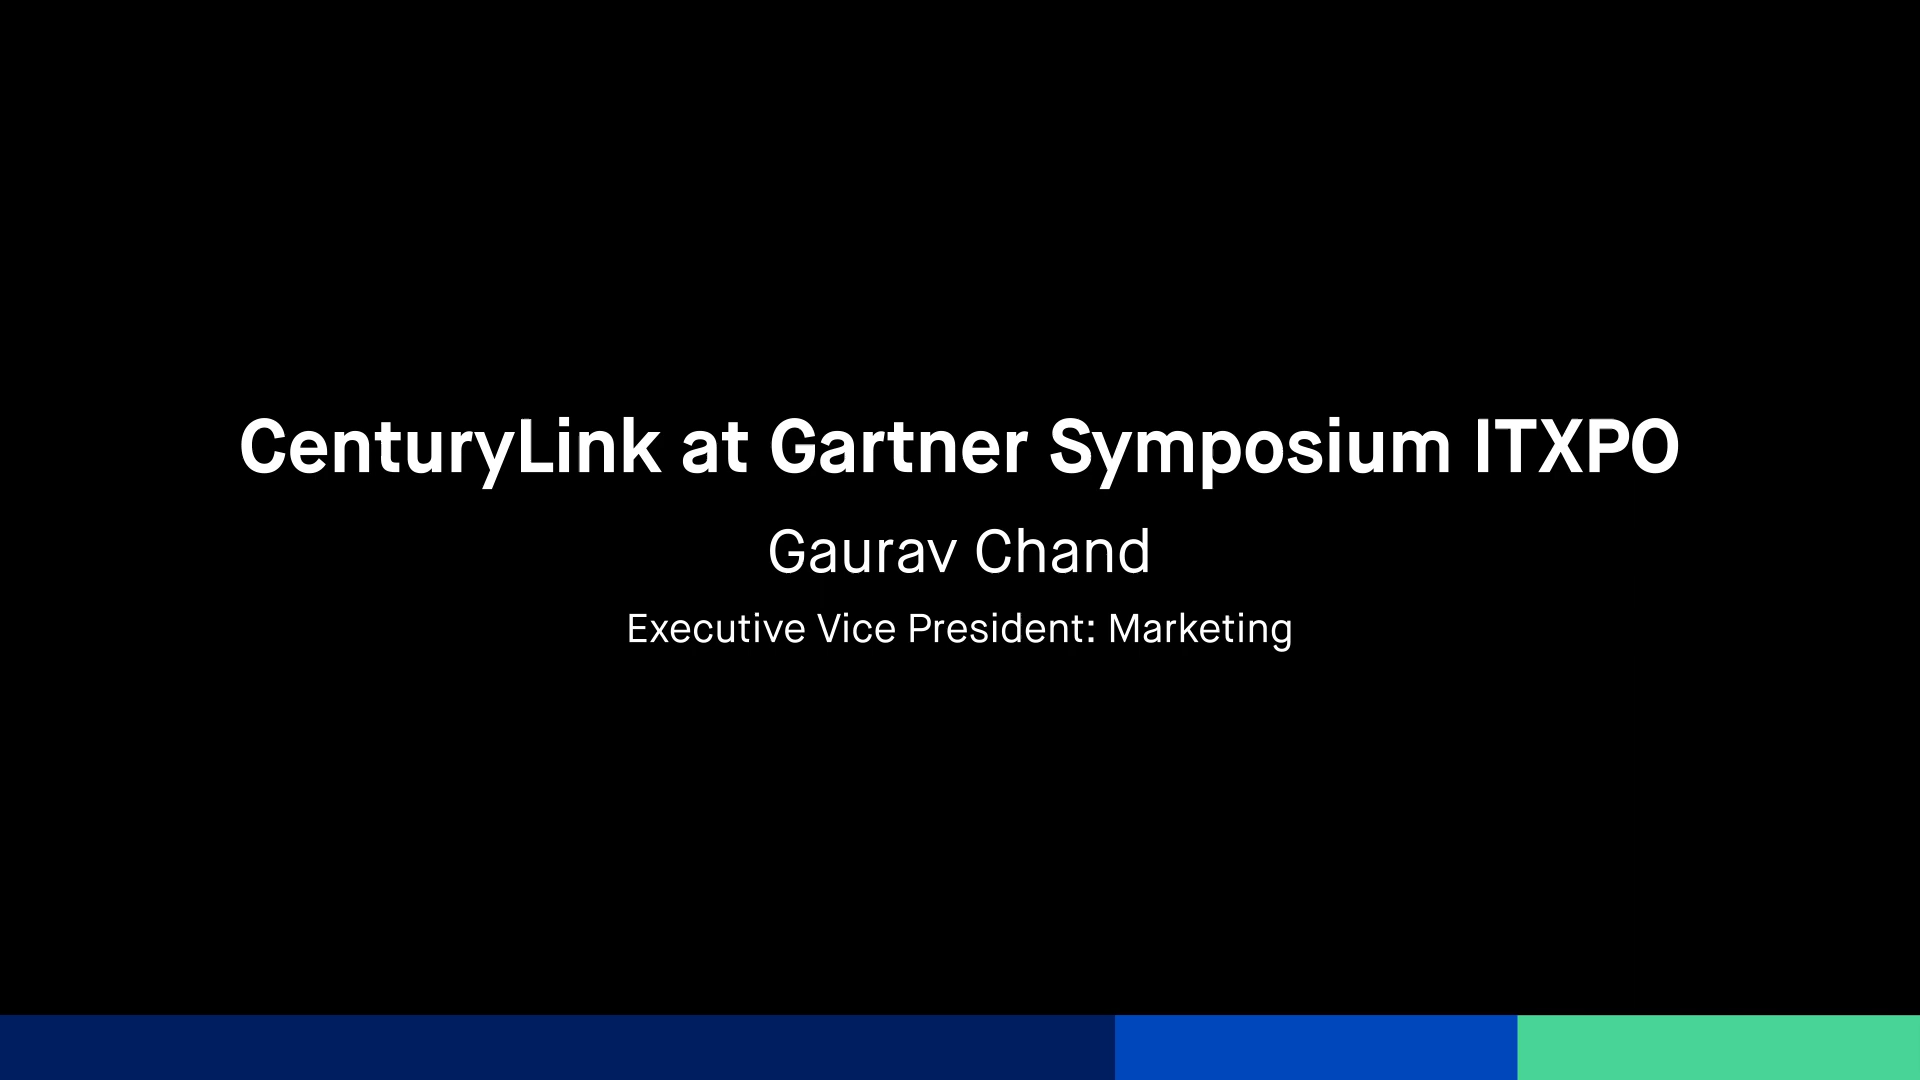 CenturyLink at Gartner Symposium ITXPO
Gaurav Chand
Executive Vice President: Marketing